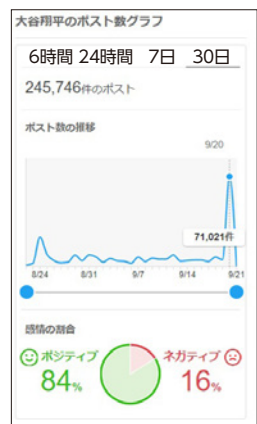 大谷翔平のポスト数グラフ
6時間 24時間 7日 30日
245,746件のポスト
ポスト数の推移
9/20
71,021件
8/24 8/31 9/7 9/14 9/21
感情の割合
ポジティブ ネガティブ
84% 16%